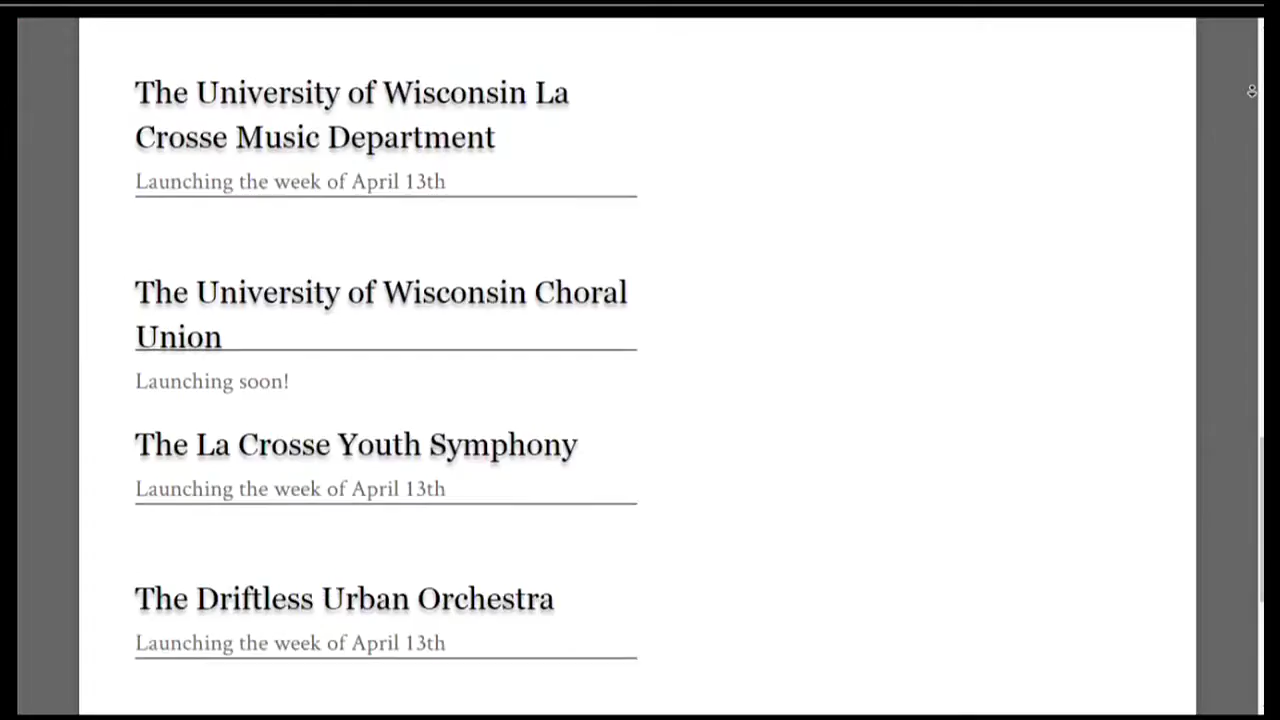 The University of Wisconsin La
Crosse Music Department
Launching the week of April 13th
The University of Wisconsin Choral
Union
Launching soon!
The La Crosse Youth Symphony
Launching the week of April 13th
The Driftless Urban Orchestra
Launching the week of April 13th